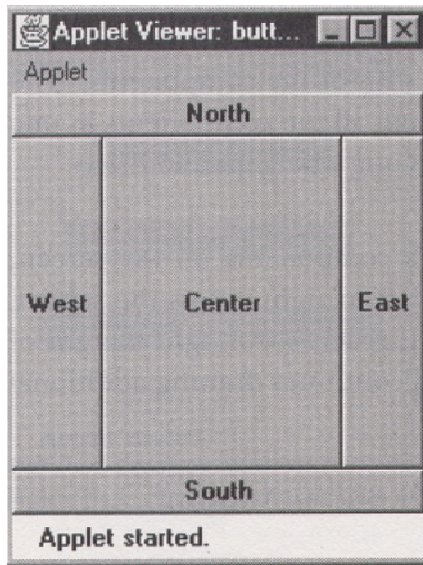 Applet Viewer: butt...
Applet
North
West Center East
South
Applet started.